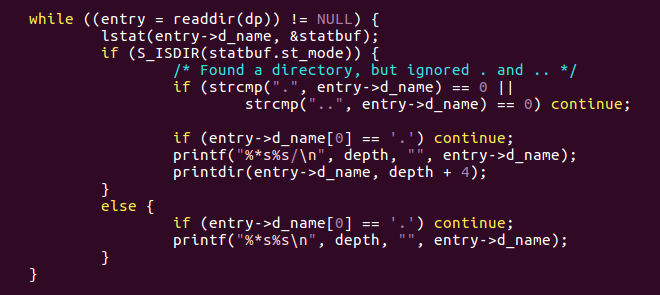 while ((entry = readdir(dp)) != NULL) {
        lstat(entry->d_name, &statbuf);
        if (S_ISDIR(statbuf.st_mode)) {
                /* Found a directory, but ignored . and .. */
                if (strcmp(".", entry->d_name) == 0 ||
                        strcmp("..", entry->d_name) == 0) continue;

                if (entry->d_name[0] == '.') continue;
                printf("%*s%s/\n", depth, "", entry->d_name);
                printdir(entry->d_name, depth + 4);
        }
        else {
                if (entry->d_name[0] == '.') continue;
                printf("%*s%s\n", depth, "", entry->d_name);
        }
}